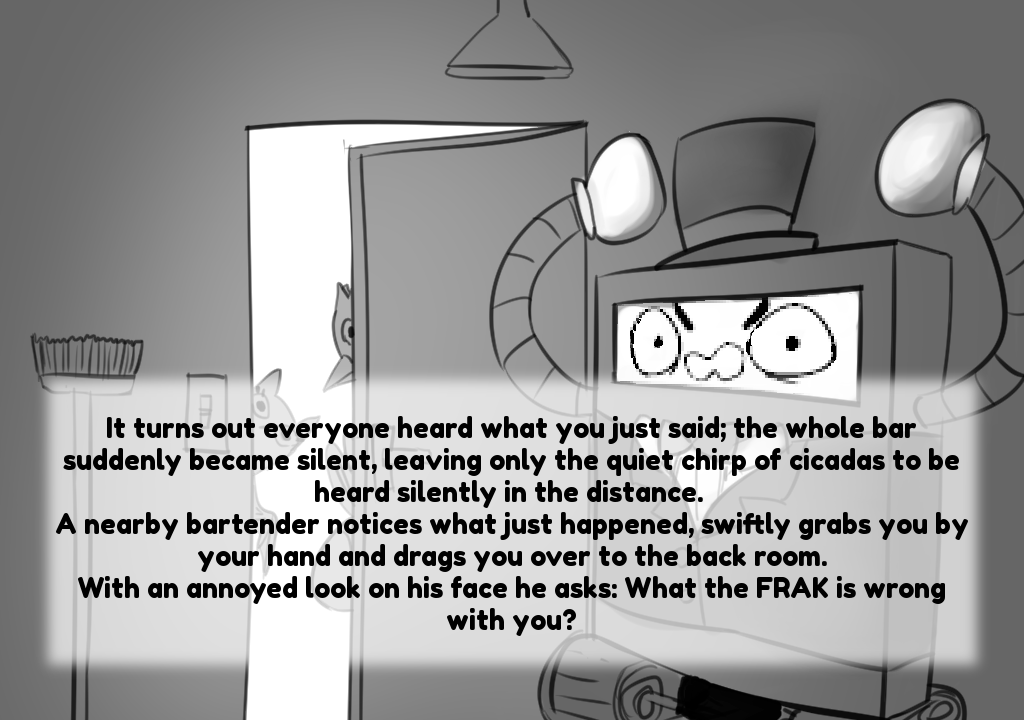 It turns out everyone heard what you just said; the whole bar
suddenly became silent, leaving only the quiet chirp of cicadas to be
heard silently in the distance.
A nearby bartender notices what just happened, swiftly grabs you by
your hand and drags you over to the back room.
With an annoyed look on his face he asks: What the FRAK is wrong
with you?